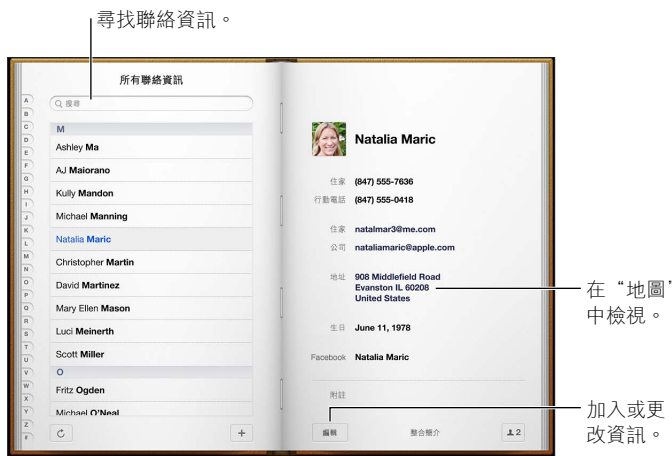 尋找聯絡資訊。
所有聯絡資訊
搜尋
A
B
C
D
E
F
G
H
I
J
K
L
M
N
O
P
Q
R
S
T
U
V
W
X
Y
Z
#
M
Ashley Ma
AJ Maiorano
Kully Mandon
Michael Manning
Natalia Maric
Christopher Martin
David Martinez
Mary Ellen Mason
Luci Meinerth
Scott Miller
O
Fritz Ogden
Michael O'Neal
+
Natalia Maric
住家 (847) 555-7636
行動電話 (847) 555-0418
住家 natalmar3@me.com
公司 nataliamaric@apple.com
地址 908 Middlefield Road
Evanston IL 60208
United States
生日 June 11, 1978
Facebook Natalia Maric
附註
編輯 整合簡介 2
在“地圖”
中檢視。
加入或更
改資訊。